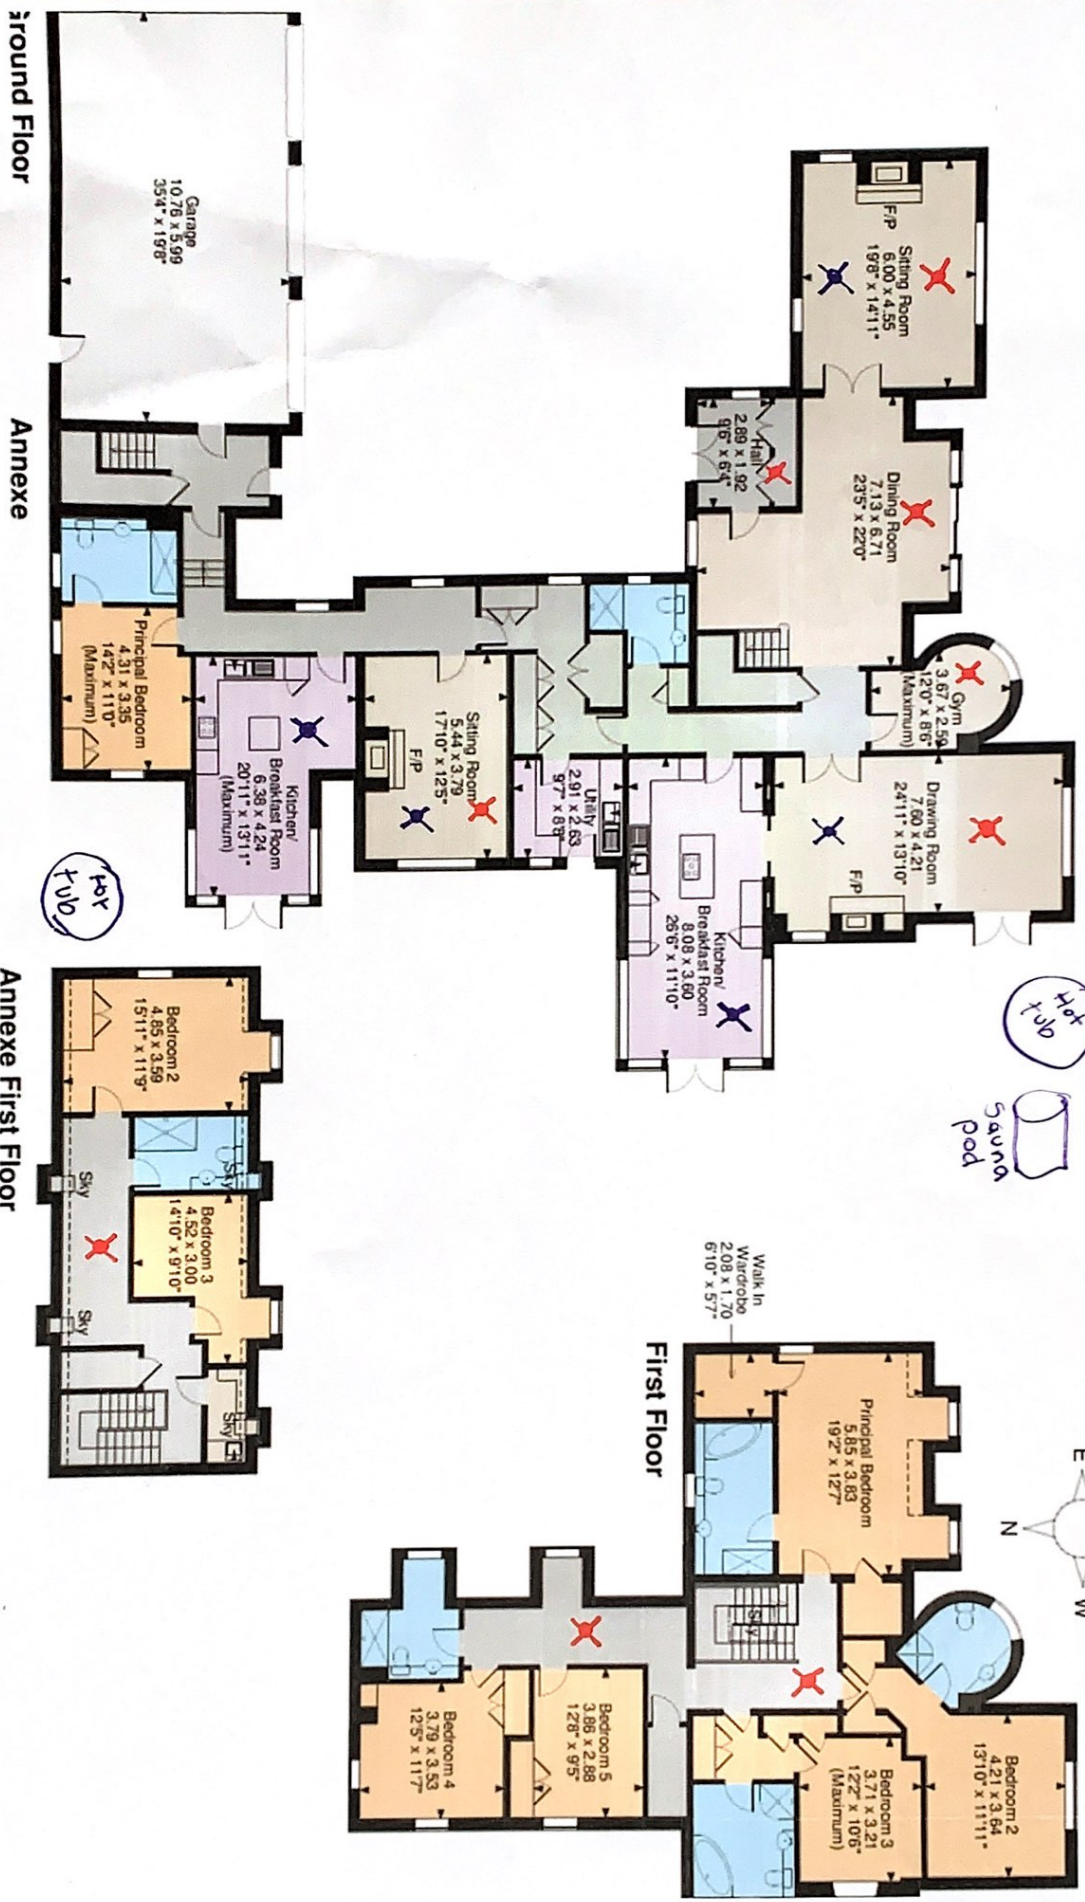 Garage
10.76 x 5.99
35'4" x 19'8"
Sitting Room
6.00 x 4.55
19'8" x 14'11"
F/P
Hall
2.89 x 1.92
9'6" x 6'4"
Dining Room
7.13 x 6.71
23'5" x 22'0"
Gym
3.67 x 2.59
12'0" x 8'6"
(Maximum)
Drawing Room
7.60 x 4.21
24'11" x 13'10"
F/P
Kitchen/
Breakfast Room
8.08 x 3.60
26'6" x 11'10"
Utility
2.91 x 2.63
9'7" x 8'8"
Sitting Room
5.44 x 3.79
17'10" x 12'5"
F/P
Kitchen/
Breakfast Room
6.38 x 4.24
20'11" x 13'11"
(Maximum)
Principal Bedroom
4.31 x 3.35
14'2" x 11'0"
(Maximum)
Hot
tub
Hot
tub
Sauna
pod
round Floor
Annexe
Bedroom 2
4.85 x 3.59
15'11" x 11'9"
Sky
Sky
Bedroom 3
4.52 x 3.00
14'10" x 9'10"
Sky
Sky
Annexe First Floor
Walk In
Wardrobe
2.08 x 1.70
6'10" x 5'7"
Principal Bedroom
5.85 x 3.83
19'2" x 12'7"
Sky
Bedroom 2
4.21 x 3.64
13'10" x 11'11"
Bedroom 3
3.71 x 3.21
12'2" x 10'6"
(Maximum)
Bedroom 5
3.86 x 2.88
12'8" x 9'5"
Bedroom 4
3.79 x 3.53
12'5" x 11'7"
First Floor
E
N
W